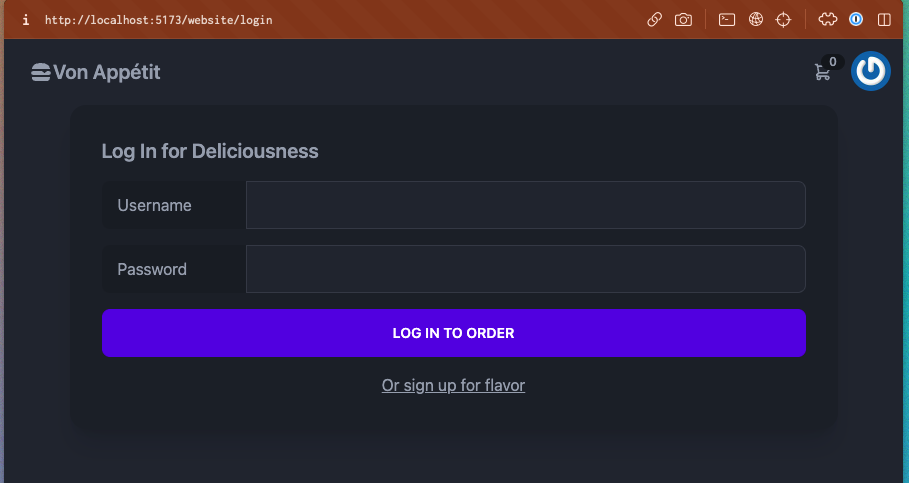 http://localhost:5173/website/login
Von Appétit
0
Log In for Deliciousness
Username
Password
LOG IN TO ORDER
Or sign up for flavor